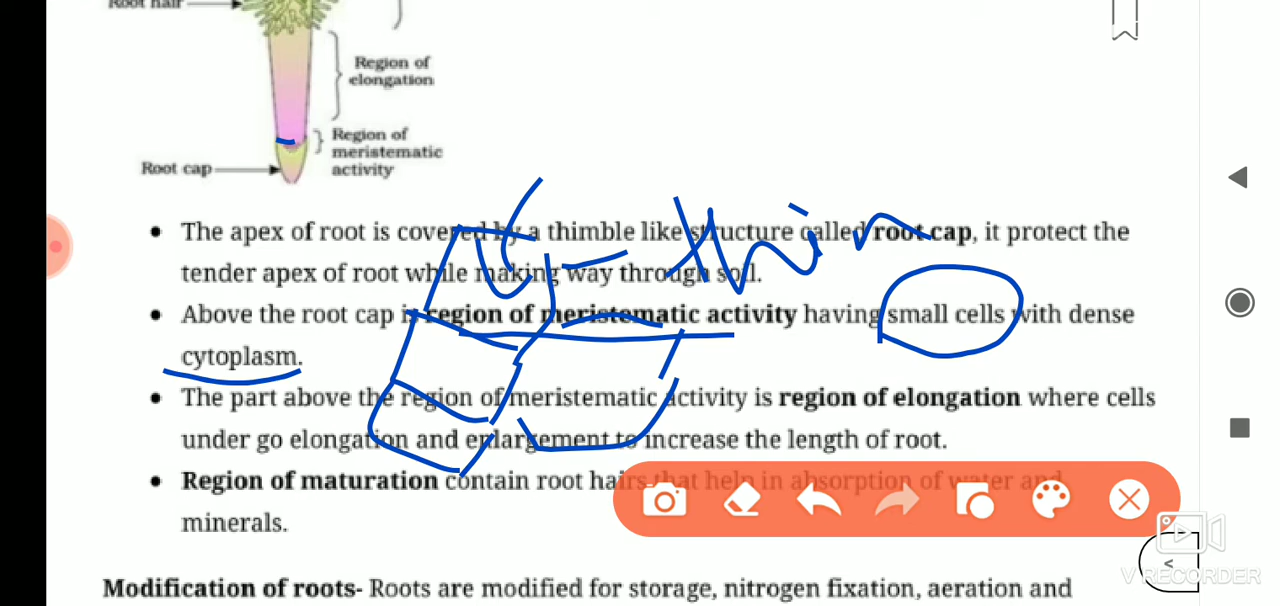 Root hair
Region of
elongation
Region of
meristematic
activity
Root cap
The apex of root is covered by a thimble like structure called root cap, it protect the
tender apex of root while making way through soil.
Above the root cap is region of meristematic activity having small cells with dense
cytoplasm.
The part above the region of meristematic activity is region of elongation where cells
under go elongation and enlargement to increase the length of root.
Region of maturation contain root hairs that help in absorption of water and
minerals.
Modification of roots- Roots are modified for storage, nitrogen fixation, aeration and
thin
V RECORDER